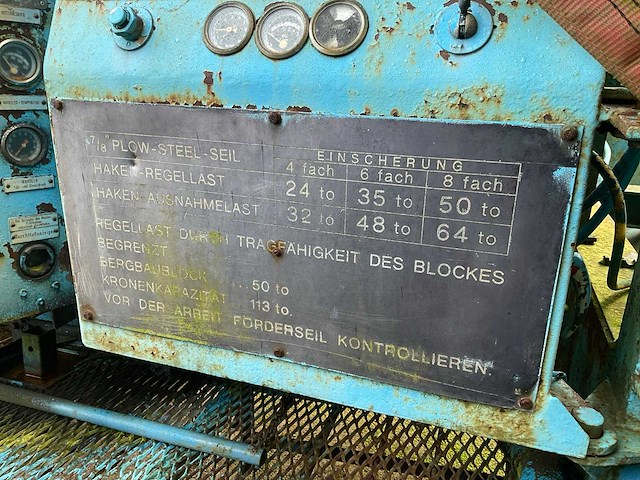 7/8" PLOW-STEEL-SEIL
EINSCHERUNG
4 fach 6 fach 8 fach
HAKEN-REGELLAST 24 to 35 to 50 to
HAKEN-AUSNAHMELAST 32 to 48 to 64 to
REGELLAST DURCH TRAGFÄHIGKEIT DES BLOCKES
BEGRENZT
BERGBAUBLOCK ...50 to
KRONENKAPAZITÄT ..113 to.
VOR DER ARBEIT FÖRDERSEIL KONTROLLIEREN